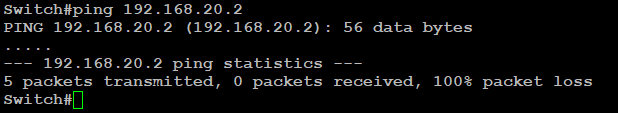 Switch#ping 192.168.20.2
PING 192.168.20.2 (192.168.20.2): 56 data bytes
.....
--- 192.168.20.2 ping statistics ---
5 packets transmitted, 0 packets received, 100% packet loss
Switch#